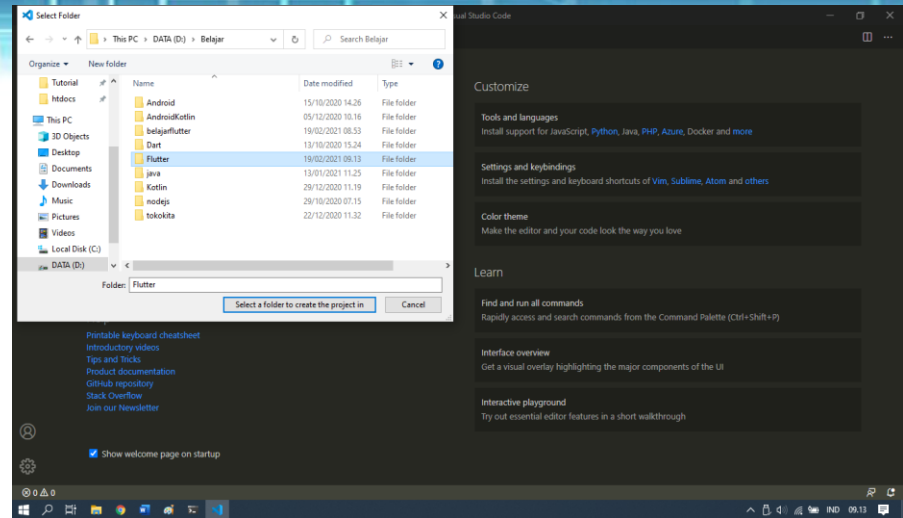 Select Folder
Visual Studio Code
This PC > DATA (D:) > Belajar
Search Belajar
Organize
New folder
Name
Date modified
Type
Tutorial
htdocs
This PC
3D Objects
Desktop
Documents
Downloads
Music
Pictures
Videos
Local Disk (C:)
DATA (D:)
Android 15/10/2020 14.26 File folder
AndroidKotlin 05/12/2020 10.16 File folder
belajarflutter 19/02/2021 08.53 File folder
Dart 13/10/2020 15.24 File folder
Flutter 19/02/2021 09.13 File folder
java 13/01/2021 11.25 File folder
Kotlin 29/12/2020 11.19 File folder
nodejs 29/10/2020 07.15 File folder
tokokita 22/12/2020 11.32 File folder
Folder: Flutter
Select a folder to create the project in
Cancel
Printable keyboard cheatsheet
Introductory videos
Tips and Tricks
Product documentation
GitHub repository
Stack Overflow
Join our Newsletter
Show welcome page on startup
Customize
Tools and languages
Install support for JavaScript, Python, Java, PHP, Azure, Docker and more
Settings and keybindings
Install the settings and keyboard shortcuts of Vim, Sublime, Atom and others
Color theme
Make the editor and your code look the way you love
Learn
Find and run all commands
Rapidly access and search commands from the Command Palette (Ctrl+Shift+P)
Interface overview
Get a visual overlay highlighting the major components of the UI
Interactive playground
Try out essential editor features in a short walkthrough
0 0
IND 09.13